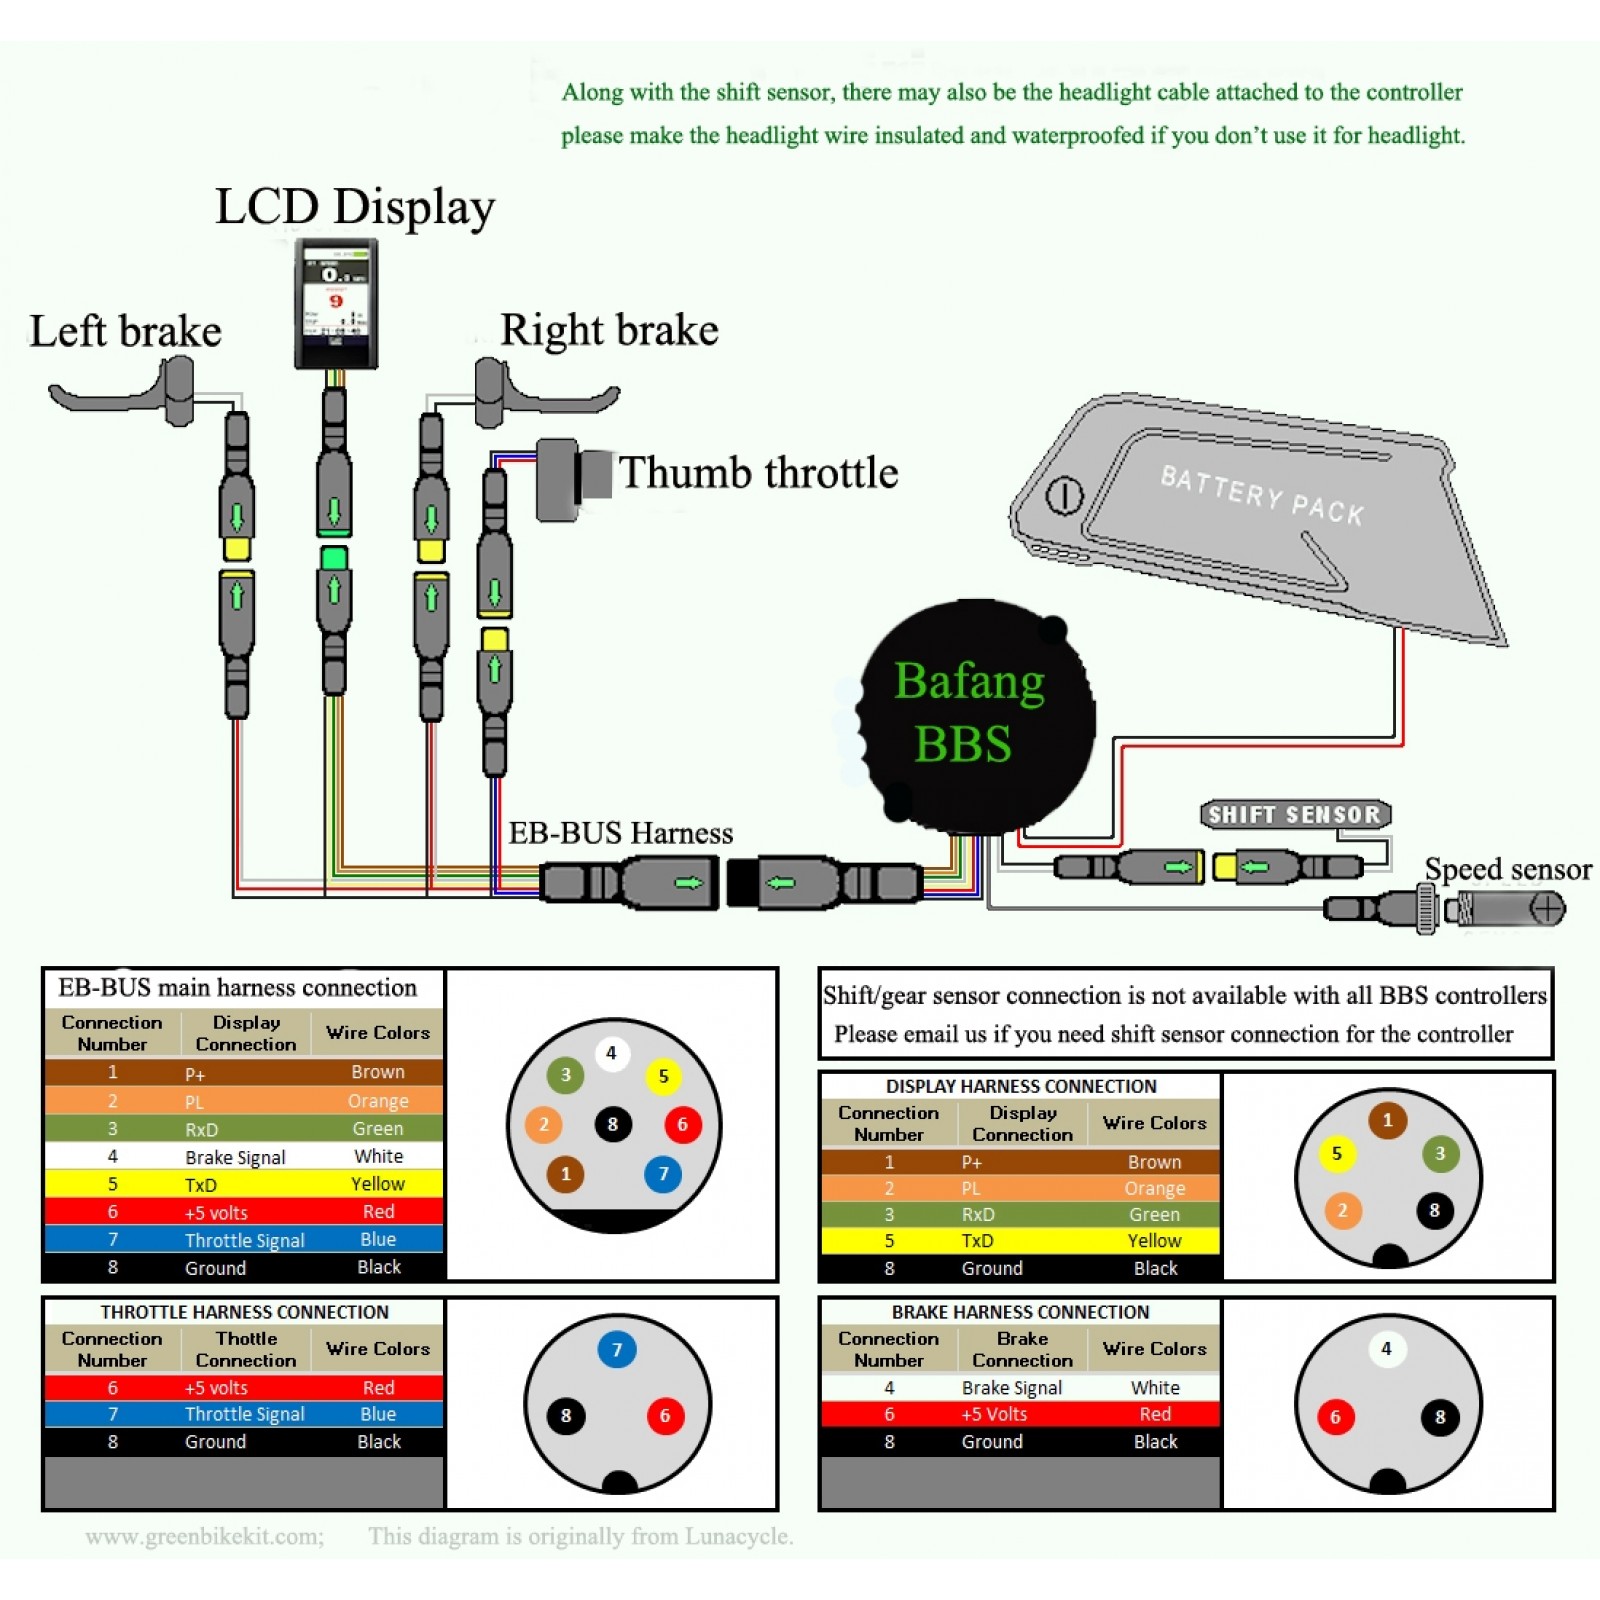 Along with the shift sensor, there may also be the headlight cable attached to the controller
please make the headlight wire insulated and waterproofed if you don't use it for headlight.
LCD Display
0.
9
Left brake
Right brake
Thumb throttle
BATTERY PACK
Bafang
BBS
SHIFT SENSOR
EB-BUS Harness
Speed sensor
EB-BUS main harness connection
Connection Number Display Connection Wire Colors
1 P+ Brown
2 PL Orange
3 RxD Green
4 Brake Signal White
5 TxD Yellow
6 +5 volts Red
7 Throttle Signal Blue
8 Ground Black
4
3 5
2 8 6
1 7
Shift/gear sensor connection is not available with all BBS controllers
Please email us if you need shift sensor connection for the controller
DISPLAY HARNESS CONNECTION
Connection Number Display Connection Wire Colors
1 P+ Brown
2 PL Orange
3 RxD Green
5 TxD Yellow
8 Ground Black
1
5 3
2 8
THROTTLE HARNESS CONNECTION
Connection Number Thottle Connection Wire Colors
6 +5 volts Red
7 Throttle Signal Blue
8 Ground Black
7
8 6
BRAKE HARNESS CONNECTION
Connection Number Brake Connection Wire Colors
4 Brake Signal White
6 +5 Volts Red
8 Ground Black
4
6 8
www.greenbikekit.com; This diagram is originally from Lunacycle.